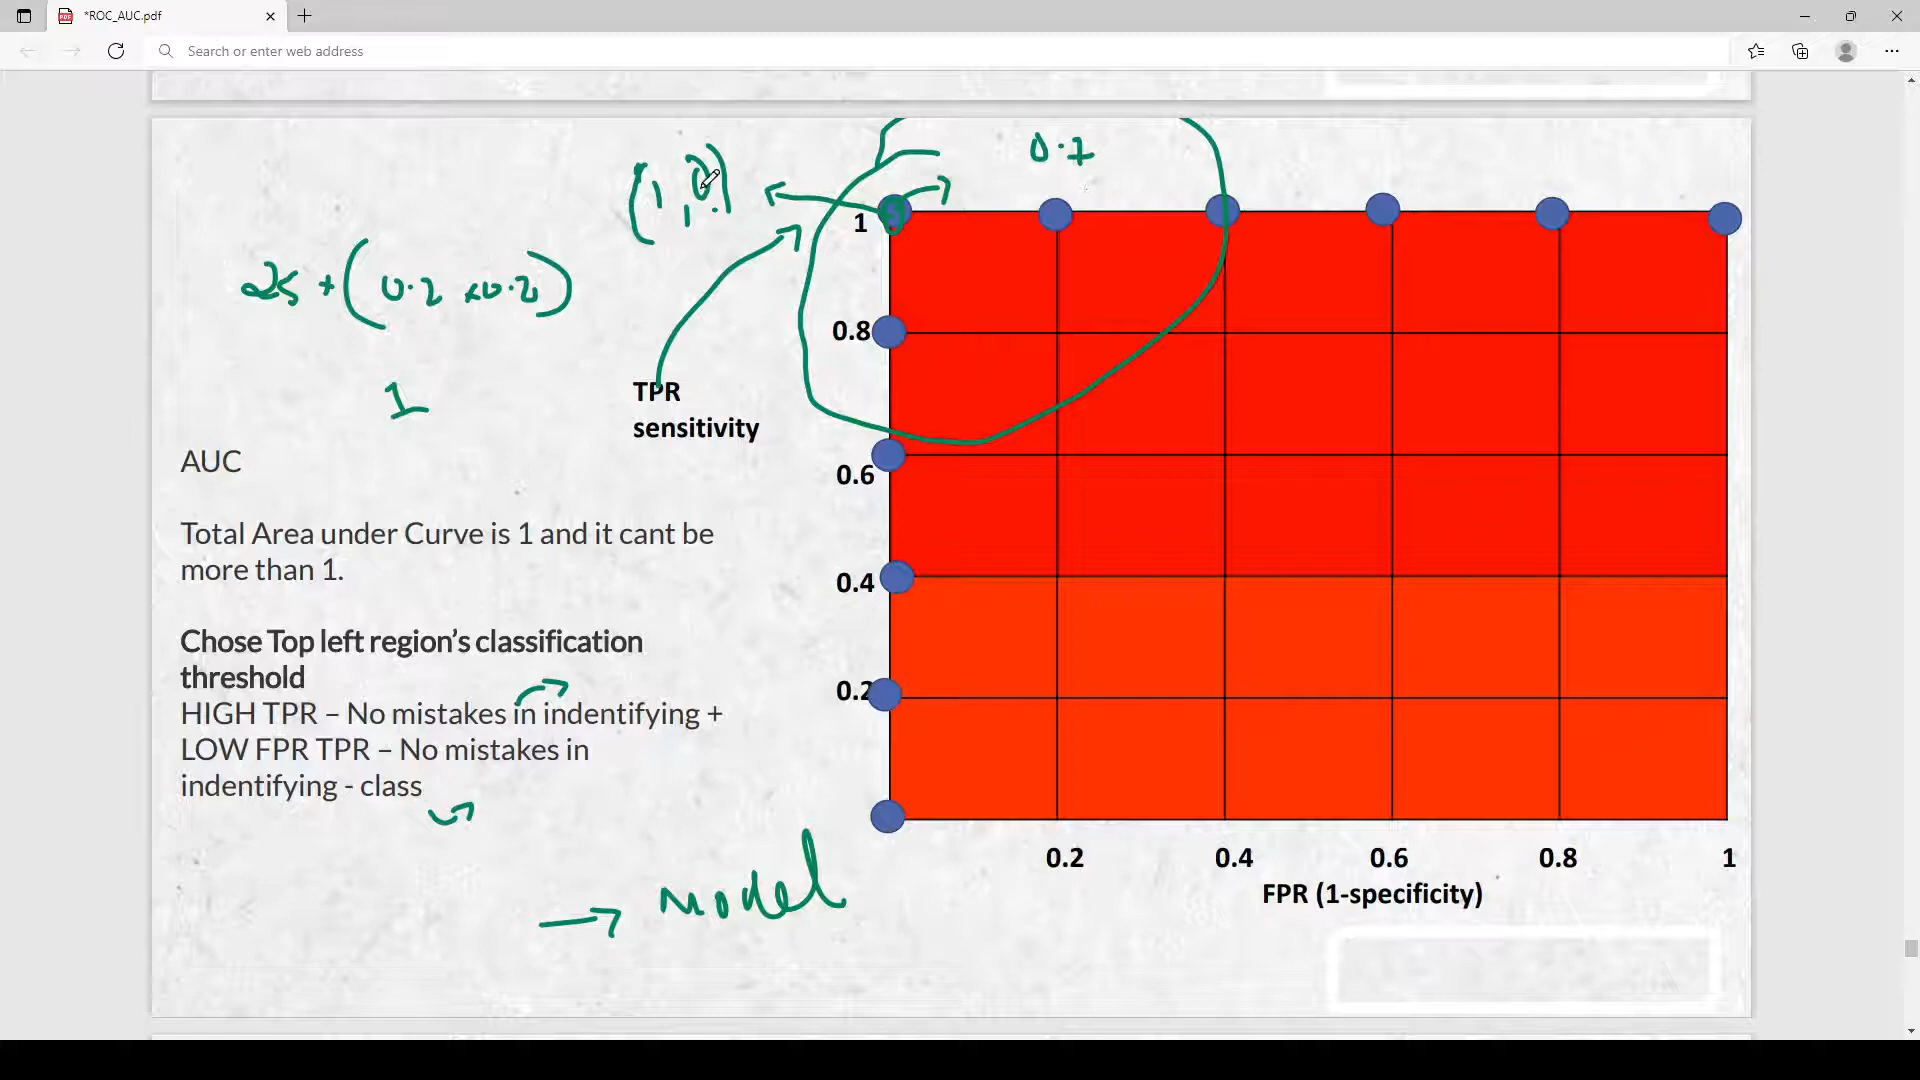 *ROC_AUC.pdf
Search or enter web address
(1, 0)
0.7
25 + (0.2 x 0.2)
1
TPR
sensitivity
AUC
Total Area under Curve is 1 and it cant be
more than 1.
Chose Top left region's classification
threshold
HIGH TPR – No mistakes in indentifying +
LOW FPR TPR – No mistakes in
indentifying - class
Model
1
0.8
0.6
0.4
0.2
0.2 0.4 0.6 0.8 1
FPR (1-specificity)